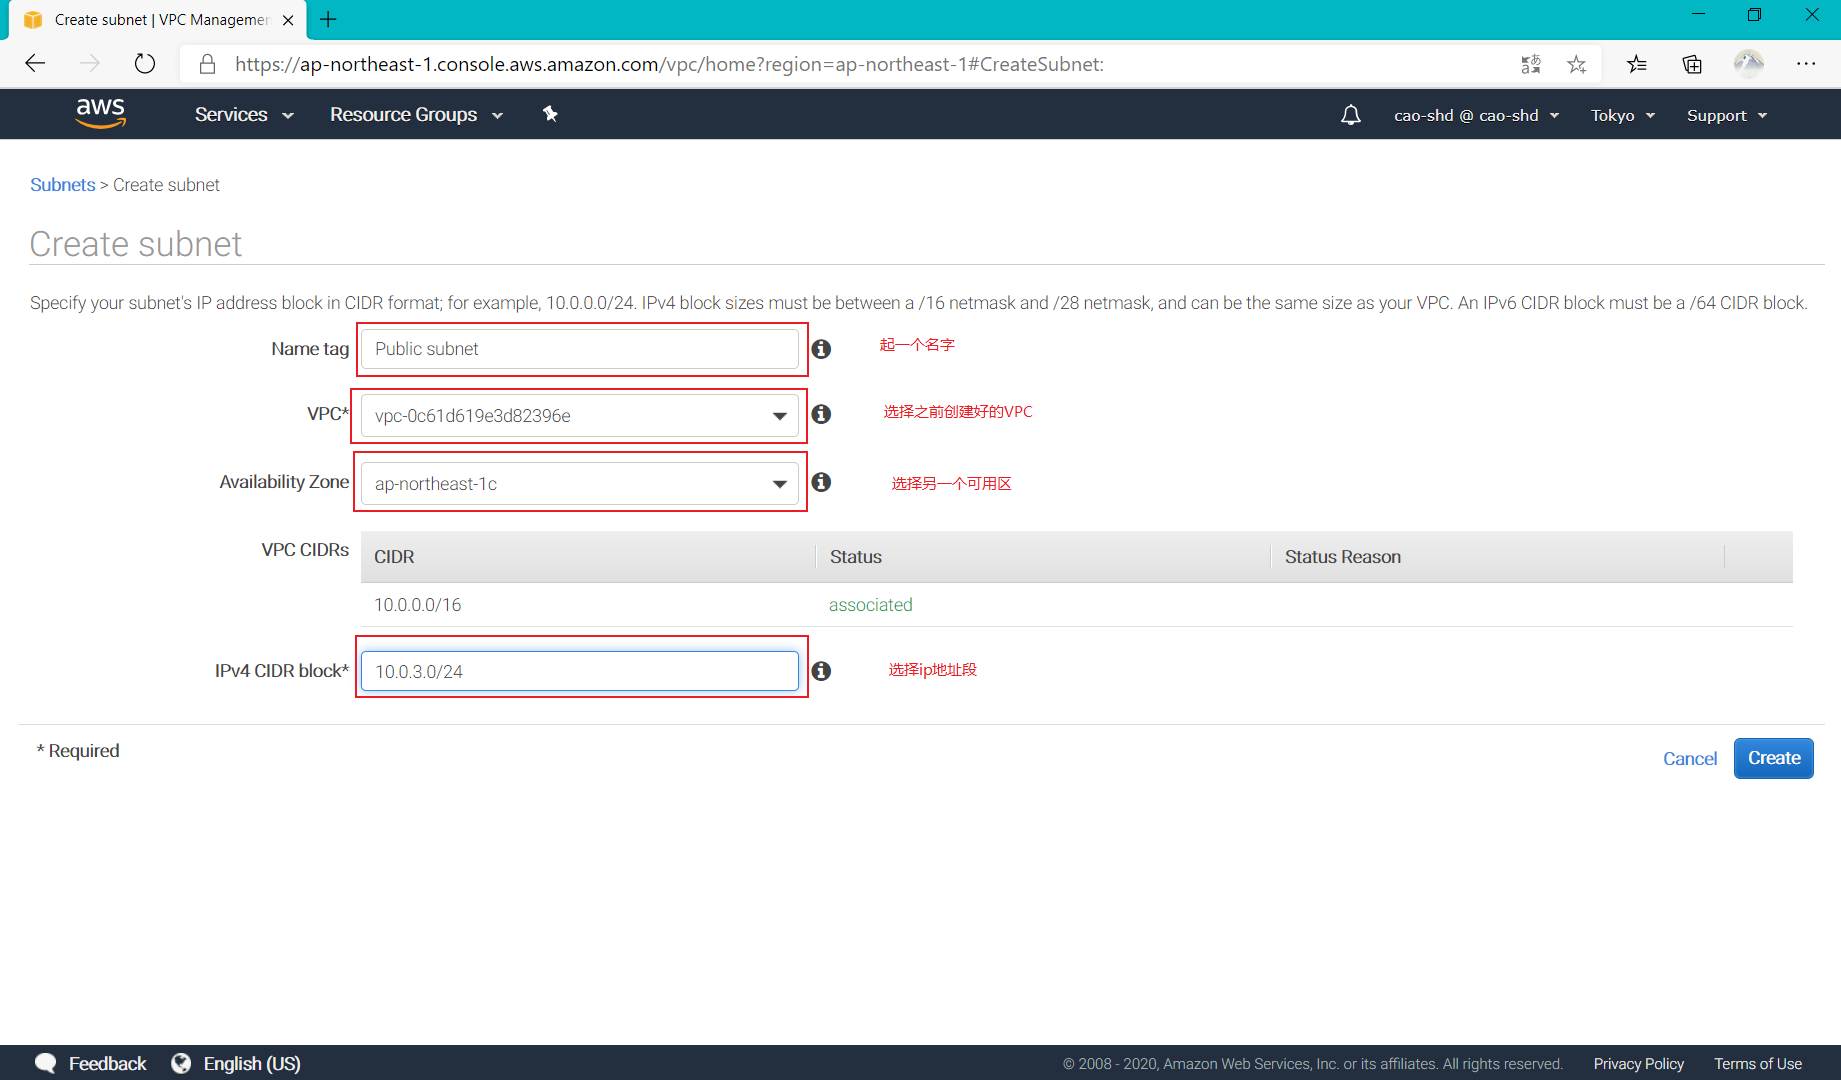 Create subnet | VPC Managemen
https://ap-northeast-1.console.aws.amazon.com/vpc/home?region=ap-northeast-1#CreateSubnet:
aws Services Resource Groups cao-shd @ cao-shd Tokyo Support
Subnets > Create subnet
Create subnet
Specify your subnet's IP address block in CIDR format; for example, 10.0.0.0/24. IPv4 block sizes must be between a /16 netmask and /28 netmask, and can be the same size as your VPC. An IPv6 CIDR block must be a /64 CIDR block.
Name tag Public subnet 起一个名字
VPC* vpc-0c61d619e3d82396e 选择之前创建好的VPC
Availability Zone ap-northeast-1c 选择另一个可用区
VPC CIDRs CIDR Status Status Reason
10.0.0.0/16 associated
IPv4 CIDR block* 10.0.3.0/24 选择ip地址段
* Required Cancel Create
Feedback English (US) © 2008 - 2020, Amazon Web Services, Inc. or its affiliates. All rights reserved. Privacy Policy Terms of Use